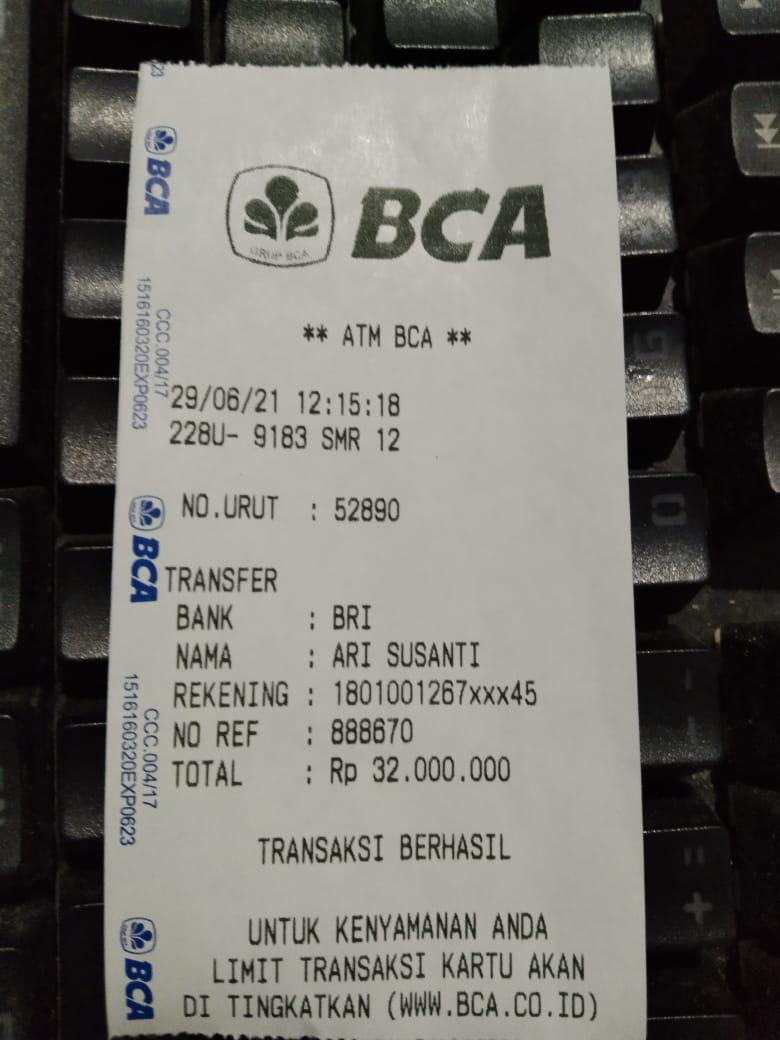 GRUP BCA
BCA
** ATM BCA **
29/06/21 12:15:18
228U- 9183 SMR 12
NO.URUT : 52890
TRANSFER
BANK : BRI
NAMA : ARI SUSANTI
REKENING : 1801001267xxx45
NO REF : 888670
TOTAL : Rp 32.000.000
TRANSAKSI BERHASIL
UNTUK KENYAMANAN ANDA
LIMIT TRANSAKSI KARTU AKAN
DI TINGKATKAN (WWW.BCA.CO.ID)
23
BCA
CCC.004/17
1516160320EXP0623
BCA
CCC.004/17
1516160320EXP0623
BCA